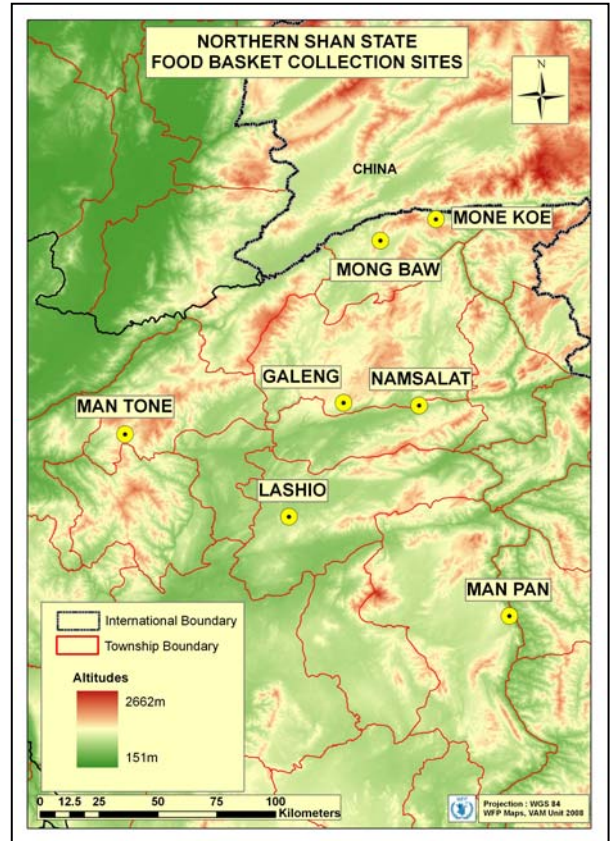 NORTHERN SHAN STATE
FOOD BASKET COLLECTION SITES
N
CHINA
MONE KOE
MONG BAW
GALENG
NAMSALAT
MAN TONE
LASHIO
MAN PAN
International Boundary
Township Boundary
Altitudes
2662m
151m
0 12.5 25 50 75 100
Kilometers
WFP
Projection : WGS 84
WFP Maps, VAM Unit 2008